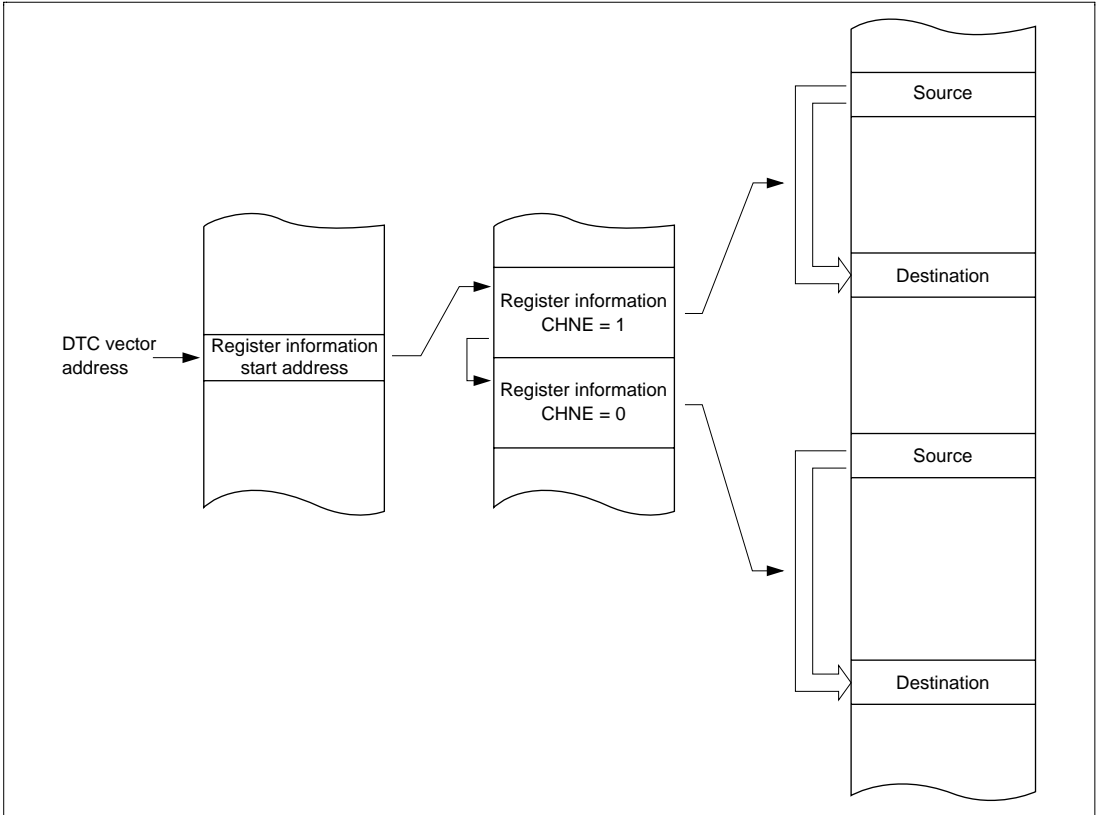 DTC vector
address
Register information
start address
Register information
CHNE = 1
Register information
CHNE = 0
Source
Destination
Source
Destination